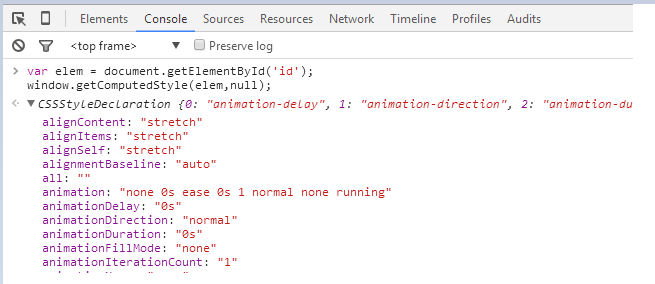 Elements Console Sources Resources Network Timeline Profiles Audits
<top frame> ▼ Preserve log
> var elem = document.getElementById('id');
window.getComputedStyle(elem,null);
<· ▼ CSSStyleDeclaration {0: "animation-delay", 1: "animation-direction", 2: "animation-du
alignContent: "stretch"
alignItems: "stretch"
alignSelf: "stretch"
alignmentBaseline: "auto"
all: ""
animation: "none 0s ease 0s 1 normal none running"
animationDelay: "0s"
animationDirection: "normal"
animationDuration: "0s"
animationFillMode: "none"
animationIterationCount: "1"